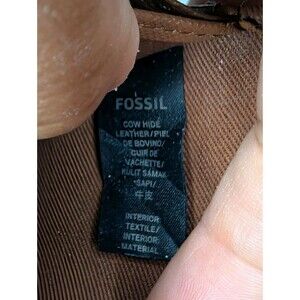 FOSSIL
COW HIDE
LEATHER/PIEL
DE BOVINO/
CUIR DE
VACHETTE/
KULIT SAMAK
SAPI/
牛皮
INTERIOR
TEXTILE/
INTERIOR
MATERIAL